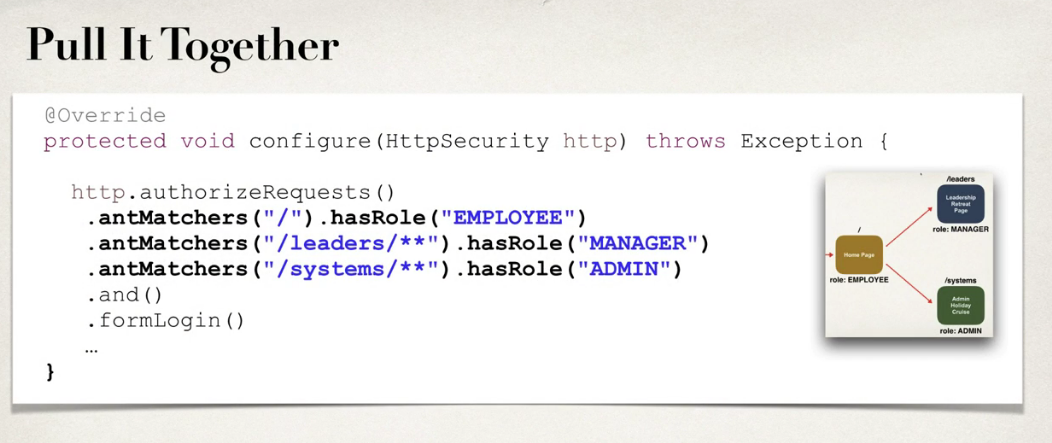 Pull It Together
@Override
protected void configure(HttpSecurity http) throws Exception {
http.authorizeRequests()
.antMatchers("/").hasRole("EMPLOYEE")
.antMatchers("/leaders/**").hasRole("MANAGER")
.antMatchers("/systems/**").hasRole("ADMIN")
.and()
.formLogin()
…
}
/leaders
Leadership
Retreat
Page
role: MANAGER
/
Home Page
role: EMPLOYEE
/systems
Admin
Holiday
Cruise
role: ADMIN